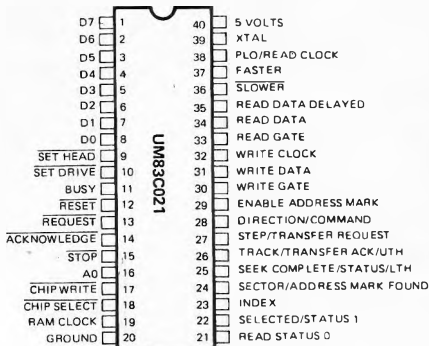 D7 1 40 5 VOLTS
D6 2 39 XTAL
D5 3 38 PLO/READ CLOCK
D4 4 37 FASTER
D3 5 36 SLOWER
D2 6 35 READ DATA DELAYED
D1 7 34 READ DATA
D0 8 33 READ GATE
SET HEAD 9 32 WRITE CLOCK
SET DRIVE 10 31 WRITE DATA
BUSY 11 30 WRITE GATE
RESET 12 29 ENABLE ADDRESS MARK
REQUEST 13 28 DIRECTION/COMMAND
ACKNOWLEDGE 14 27 STEP/TRANSFER REQUEST
STOP 15 26 TRACK/TRANSFER ACK/UTH
A0 16 25 SEEK COMPLETE/STATUS/LTH
CHIP WRITE 17 24 SECTOR/ADDRESS MARK FOUND
CHIP SELECT 18 23 INDEX
RAM CLOCK 19 22 SELECTED/STATUS 1
GROUND 20 21 READ STATUS 0
UM83C021